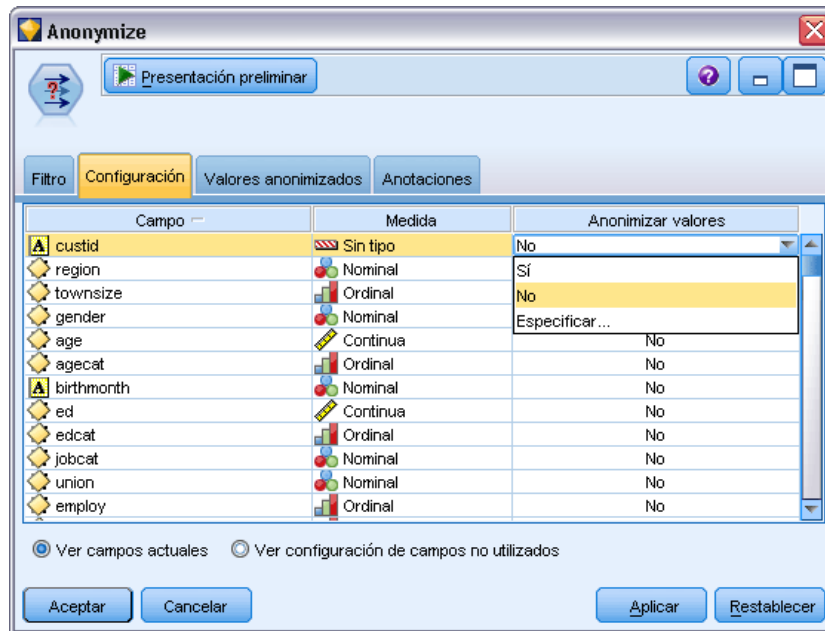 Anonymize
Presentación preliminar
Filtro Configuración Valores anonimizados Anotaciones
Campo Medida Anonimizar valores
custid Sin tipo No
region Nominal Sí
townsize Ordinal No
gender Nominal Especificar...
age Continua No
agecat Ordinal No
birthmonth Nominal No
ed Continua No
edcat Ordinal No
jobcat Nominal No
union Nominal No
employ Ordinal No
Ver campos actuales Ver configuración de campos no utilizados
Aceptar Cancelar Aplicar Restablecer